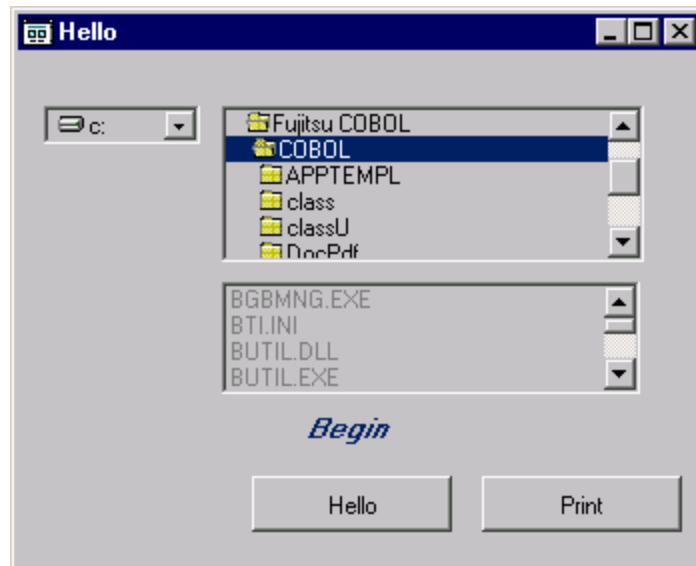 Hello
c:
Fujitsu COBOL
COBOL
APPTEMPL
class
classU
DocPdf
BGBMNG.EXE
BTI.INI
BUTIL.DLL
BUTIL.EXE
Begin
Hello
Print